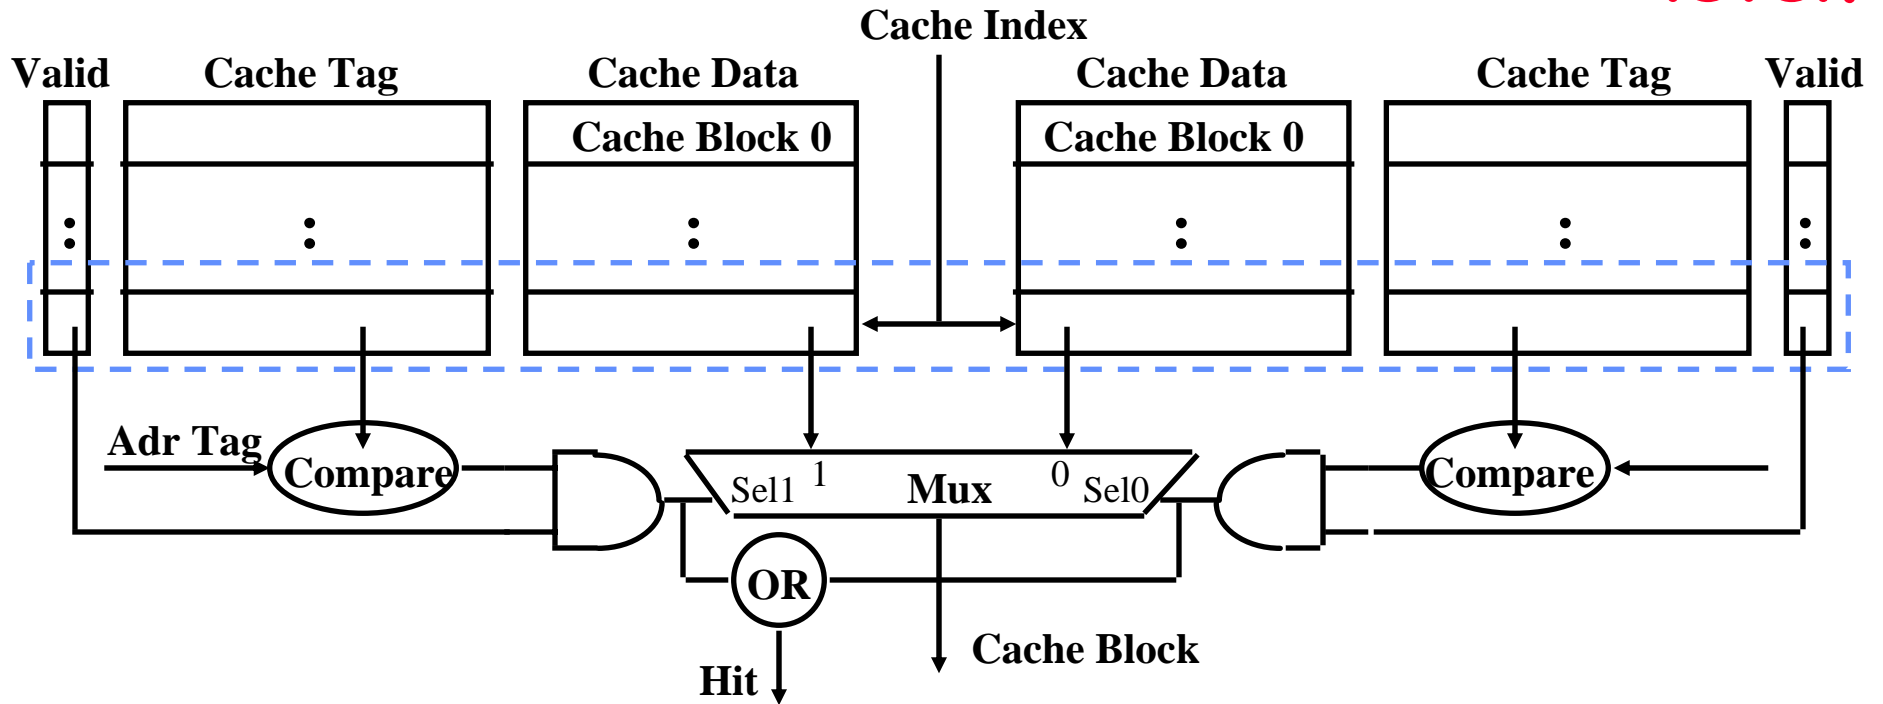 Cache Index
Valid Cache Tag Cache Data Cache Data Cache Tag Valid
Cache Block 0 Cache Block 0
Adr Tag
Compare Sel1 1 Mux 0 Sel0 Compare
OR
Cache Block
Hit